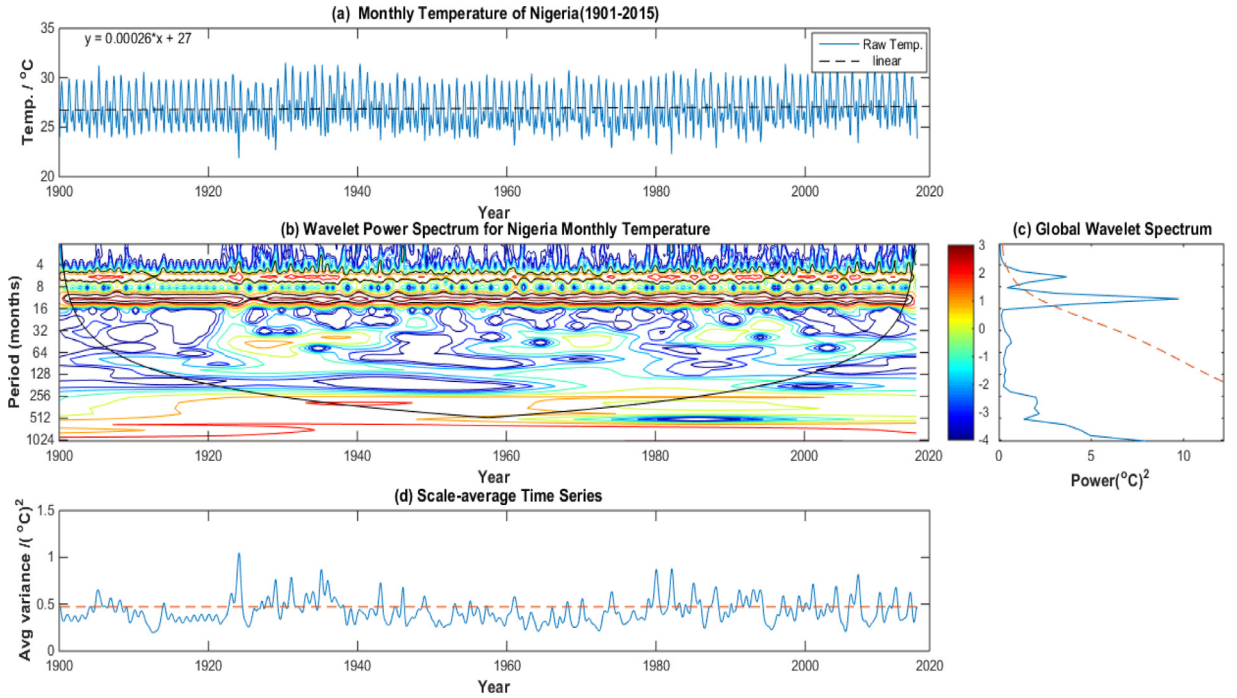 (a) Monthly Temperature of Nigeria(1901-2015)
y = 0.00026*x + 27
Raw Temp.
linear
Temp. / °C
35
30
25
20
1900 1920 1940 1960 1980 2000 2020
Year
(b) Wavelet Power Spectrum for Nigeria Monthly Temperature
Period (months)
4
8
16
32
64
128
256
512
1024
1900 1920 1940 1960 1980 2000 2020
Year
3
2
1
0
-1
-2
-3
-4
(c) Global Wavelet Spectrum
0 5 10
Power(°C)²
(d) Scale-average Time Series
Avg variance /( °C)²
1.5
1
0.5
0
1900 1920 1940 1960 1980 2000 2020
Year